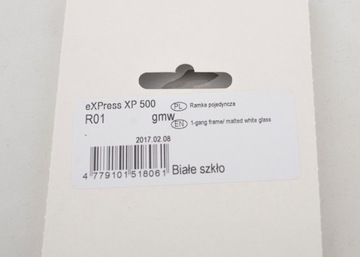 eXPress XP 500
R01 gmw
PL Ramka pojedyncza
EN 1-gang frame/ matted white glass
2017.02.08
4 779101 518061
Białe szkło